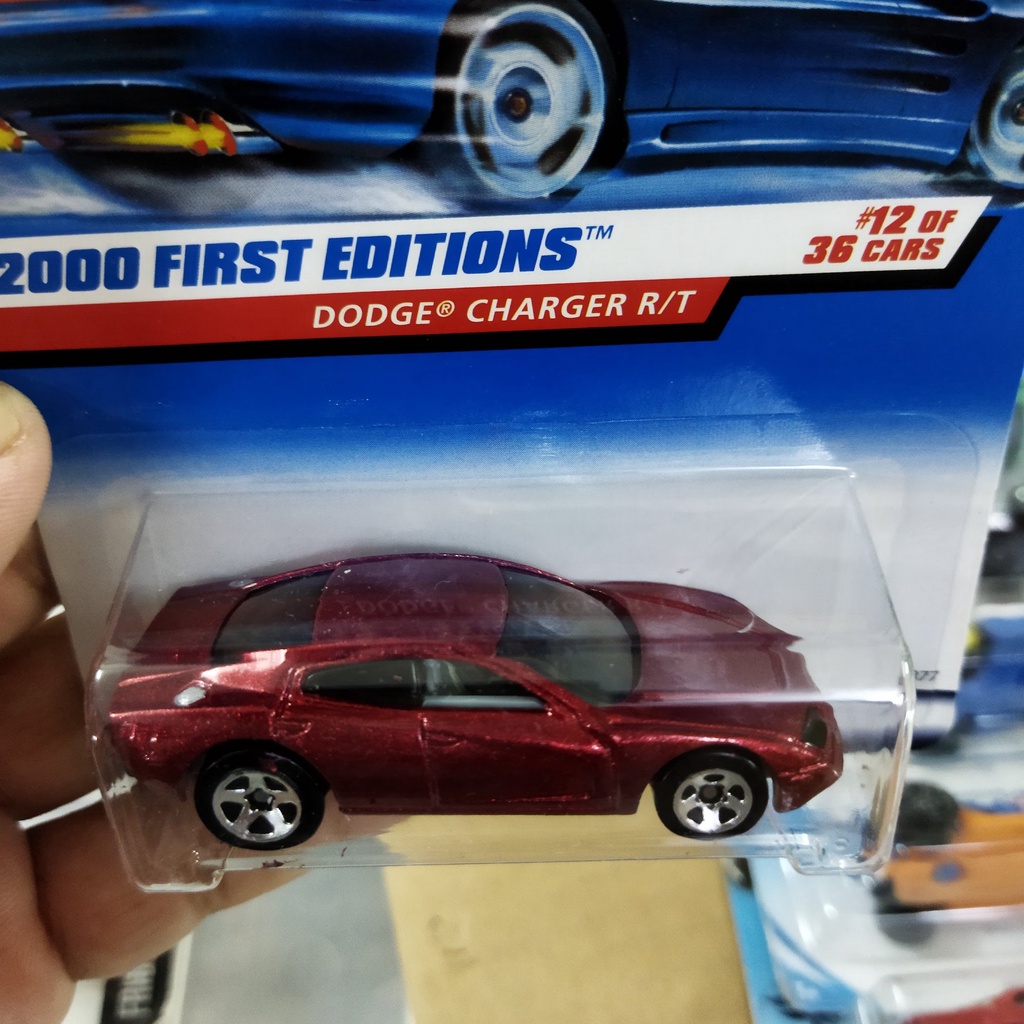 2000 FIRST EDITIONS™
#12 OF
36 CARS
DODGE® CHARGER R/T